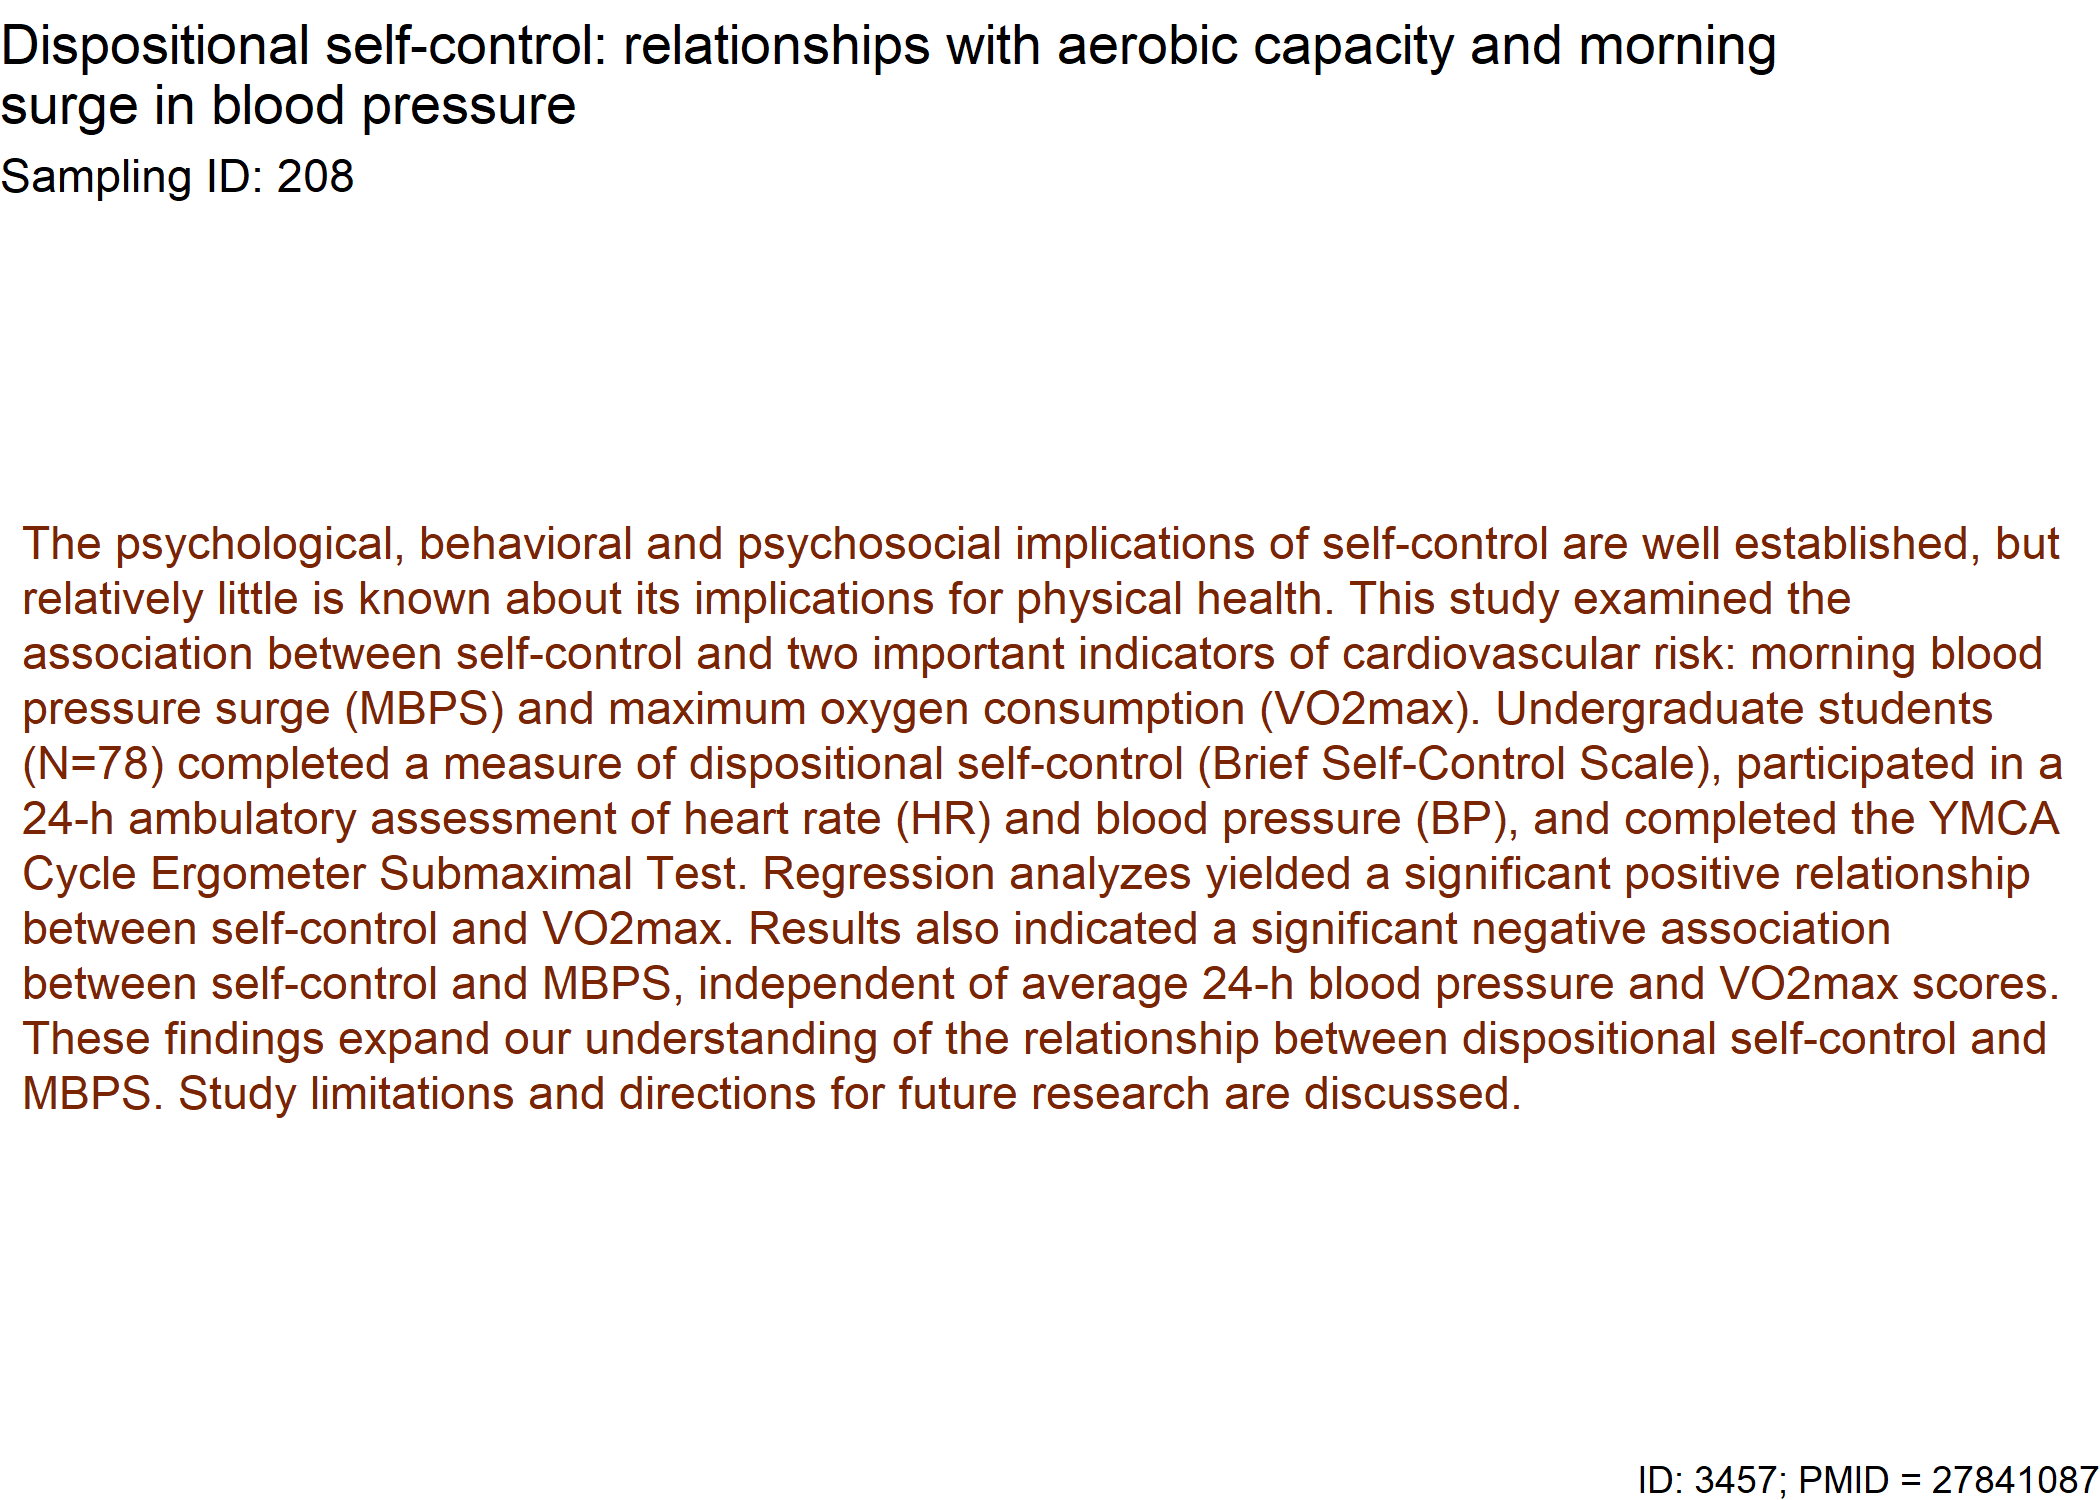 Dispositional self-control: relationships with aerobic capacity and morning
surge in blood pressure
Sampling ID: 208
The psychological, behavioral and psychosocial implications of self-control are well established, but
relatively little is known about its implications for physical health. This study examined the
association between self-control and two important indicators of cardiovascular risk: morning blood
pressure surge (MBPS) and maximum oxygen consumption (VO2max). Undergraduate students
(N=78) completed a measure of dispositional self-control (Brief Self-Control Scale), participated in a
24-h ambulatory assessment of heart rate (HR) and blood pressure (BP), and completed the YMCA
Cycle Ergometer Submaximal Test. Regression analyzes yielded a significant positive relationship
between self-control and VO2max. Results also indicated a significant negative association
between self-control and MBPS, independent of average 24-h blood pressure and VO2max scores.
These findings expand our understanding of the relationship between dispositional self-control and
MBPS. Study limitations and directions for future research are discussed.
ID: 3457; PMID = 27841087